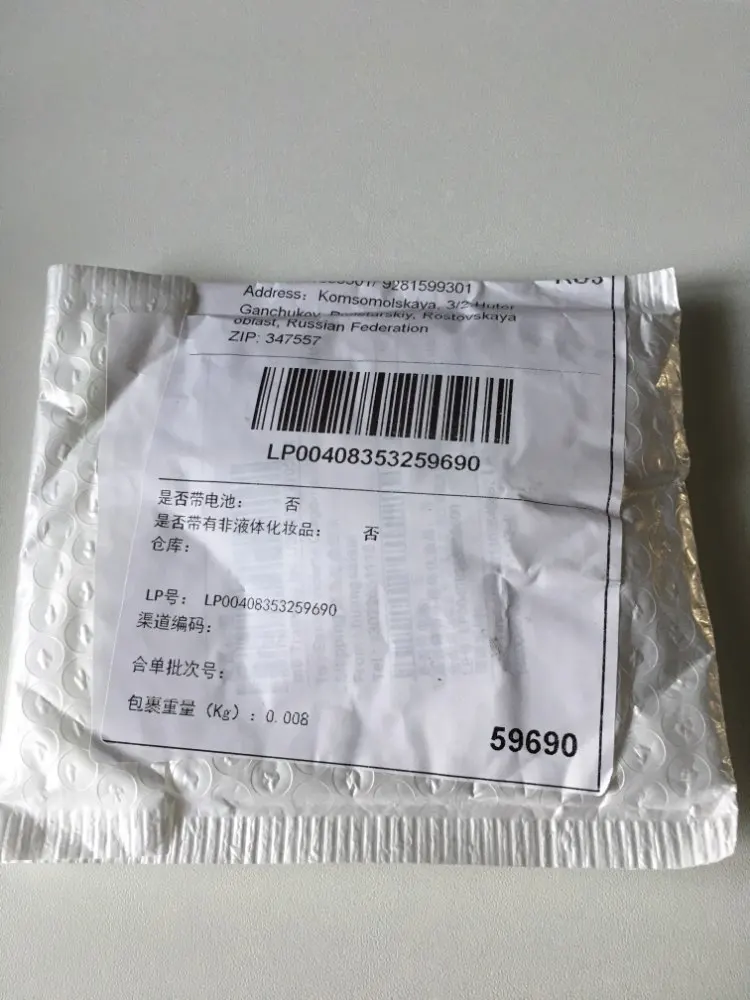 9281599301
Address: Komsomolskaya, 3/2 Hutor
Ganchukov, Rostovskaya
oblast, Russian Federation
ZIP: 347557
LP00408353259690
是否带电池: 否
是否带有非液体化妆品: 否
仓库:
LP号: LP00408353259690
渠道编码:
合单批次号:
包裹重量 (Kg) : 0.008
59690